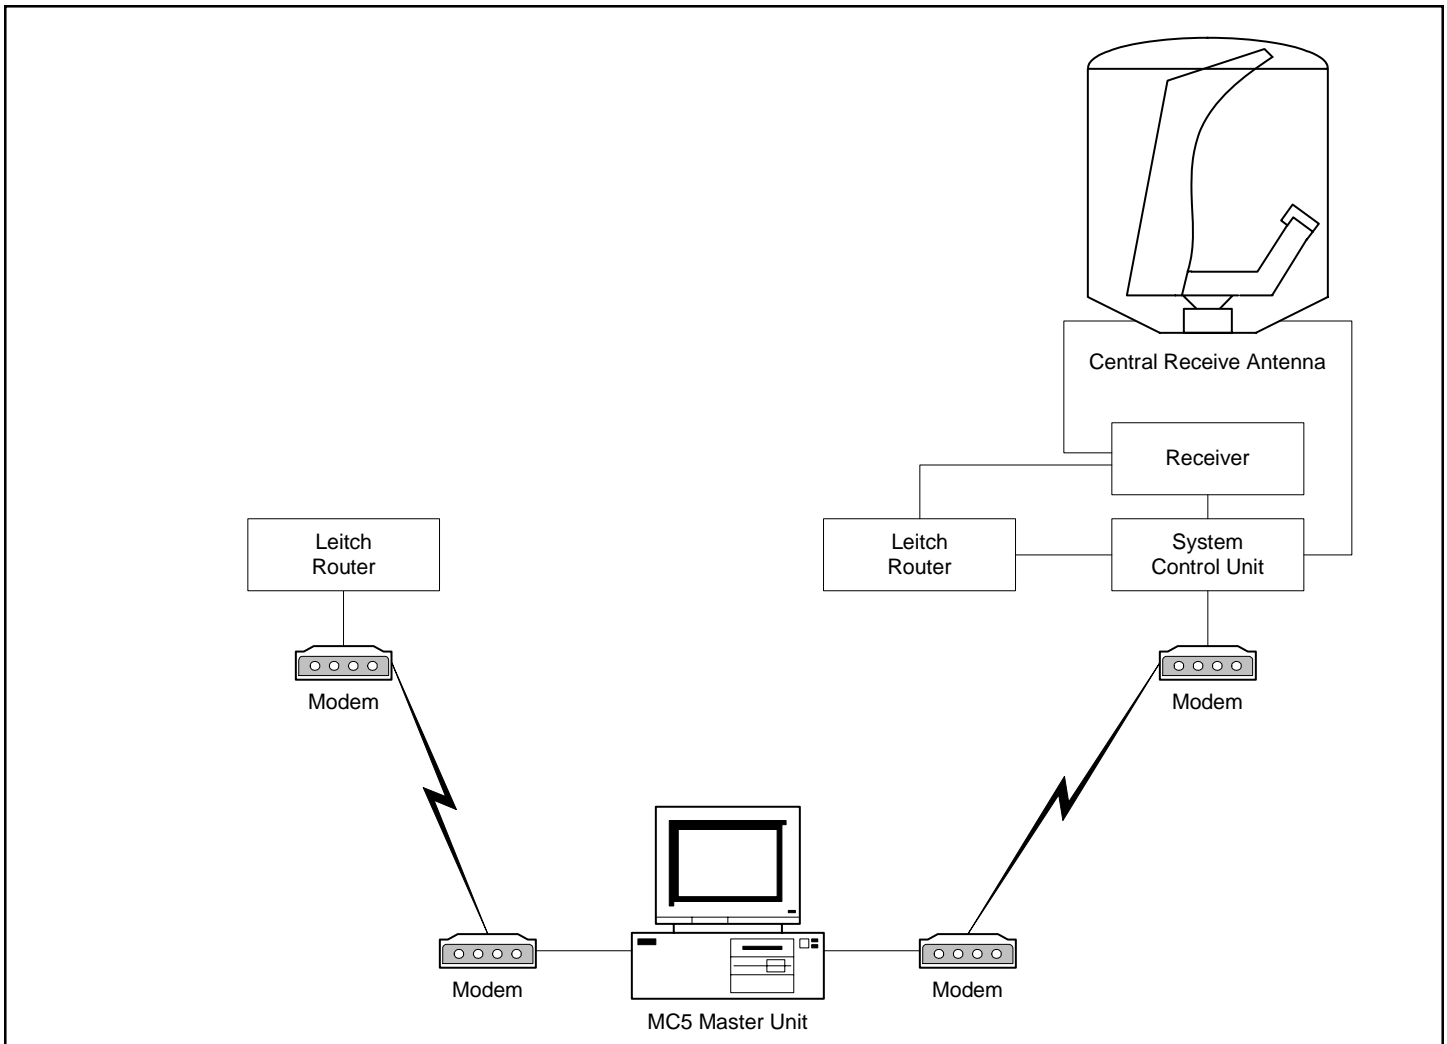 Central Receive Antenna
Receiver
Leitch
Router
Leitch
Router
System
Control Unit
Modem
Modem
Modem
Modem
MC5 Master Unit